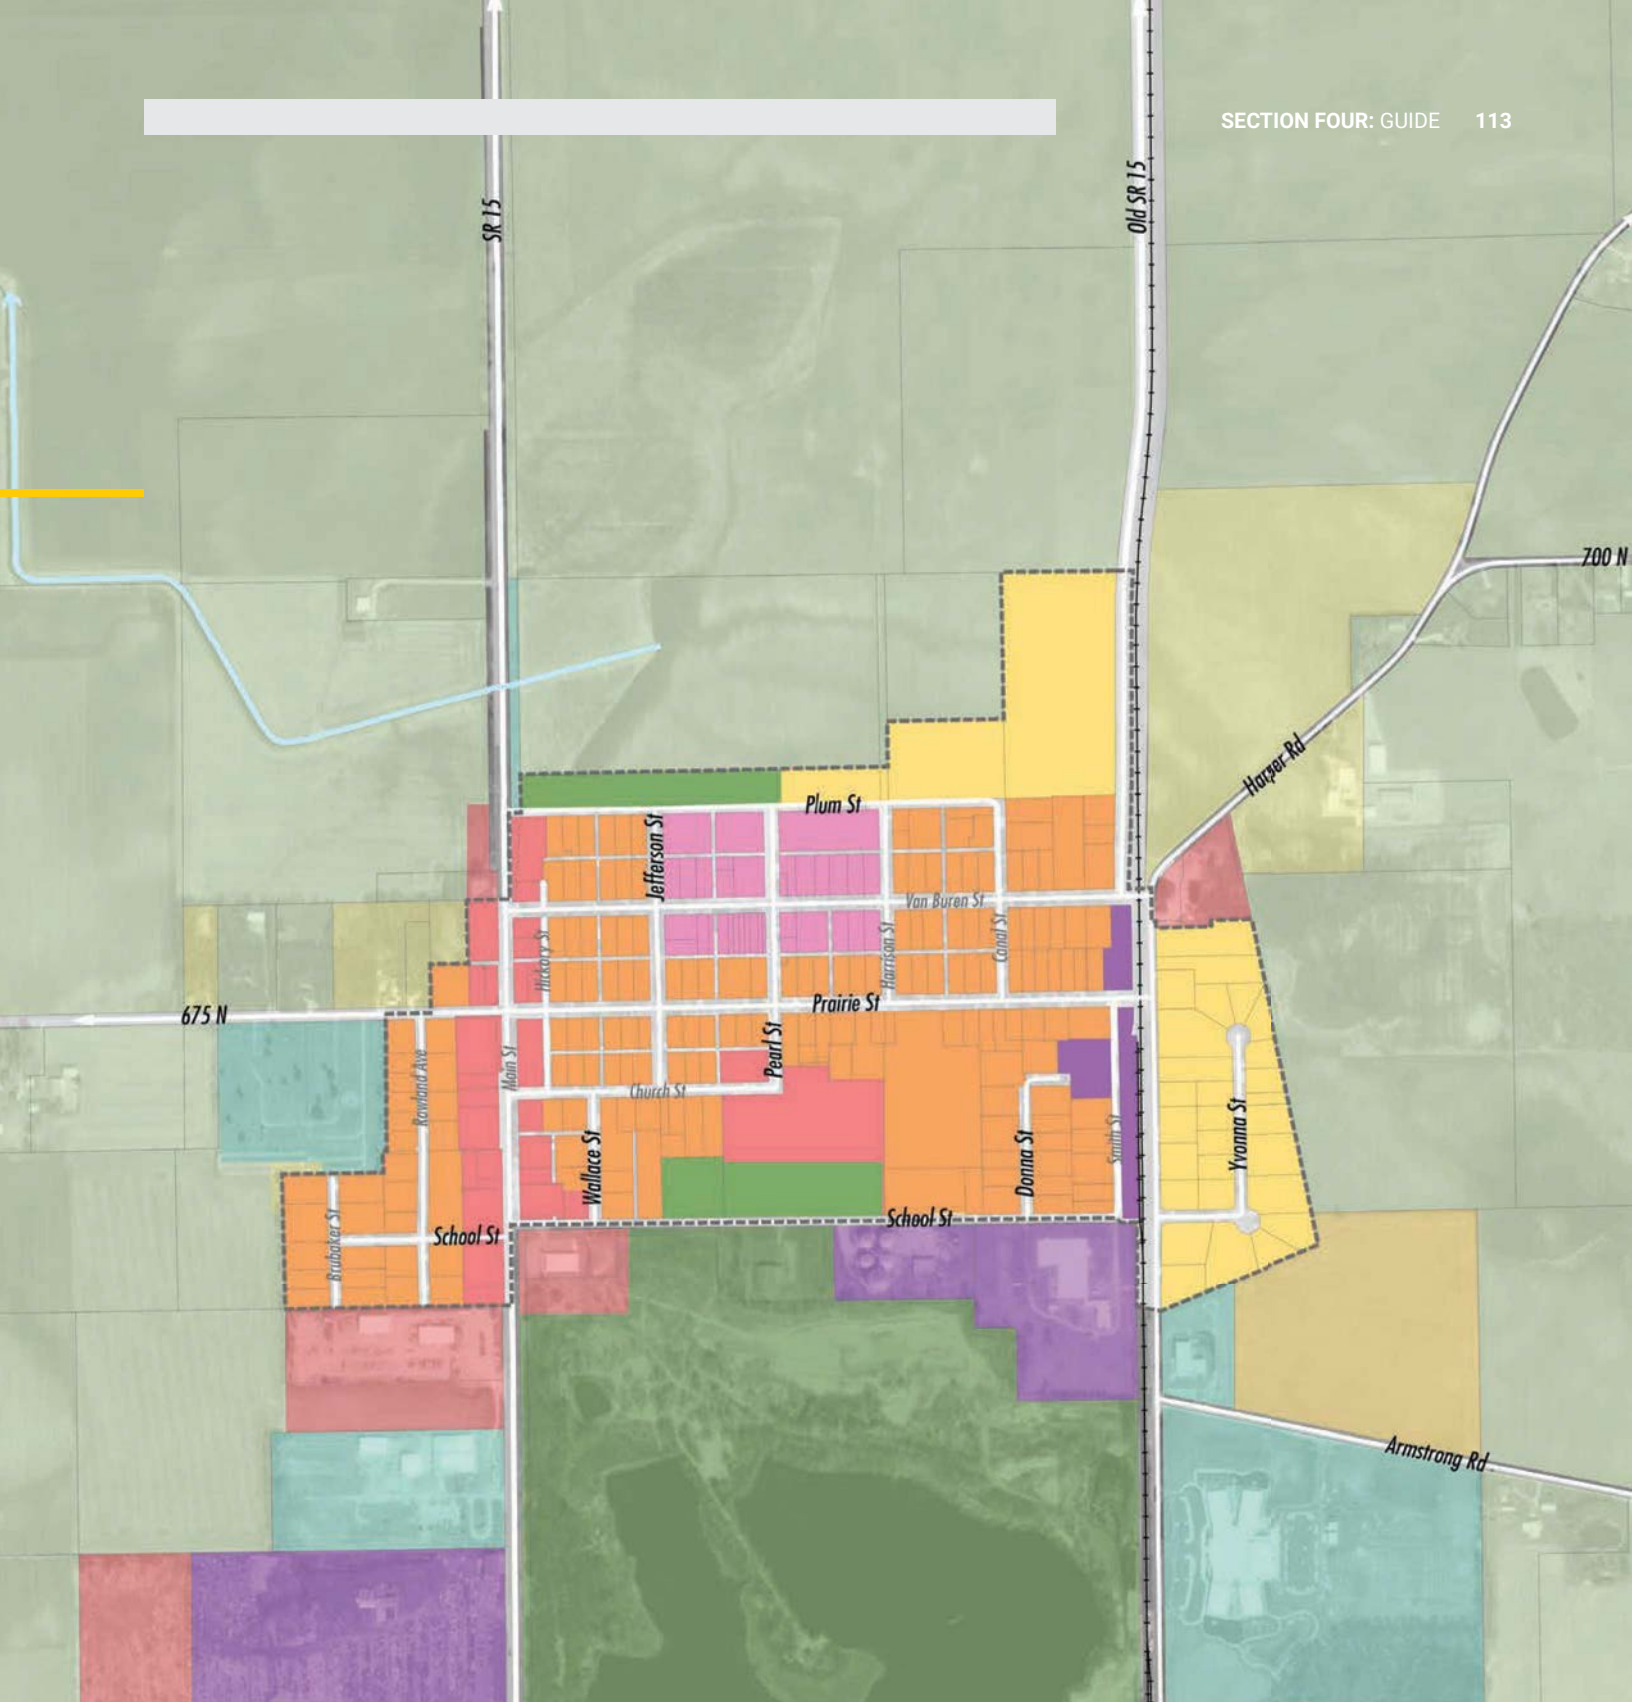 SECTION FOUR: GUIDE 113
SR 15
Old SR 15
700 N
Harper Rd
Plum St
Jefferson St
Van Buren St
Hickory St
Harrison St
Canal St
Prairie St
675 N
Main St
Pearl St
Rowland Ave
Church St
Wallace St
Donna St
South St
Yvonna St
School St
School St
Brubaker St
Armstrong Rd